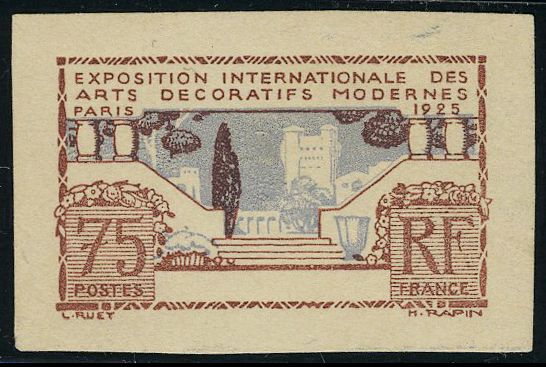 EXPOSITION INTERNATIONALE DES
ARTS DECORATIFS MODERNES
PARIS 1925
75 RF
POSTES FRANCE
L. RUET H. RAPIN